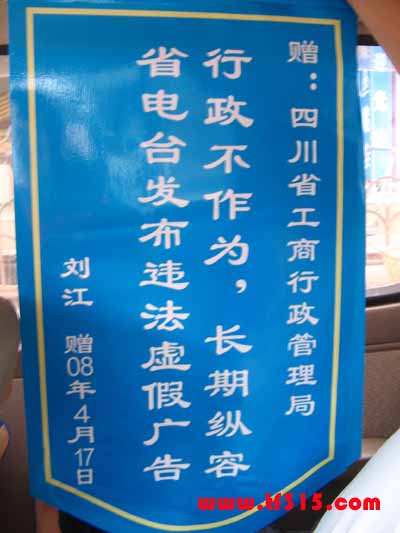 赠：四川省工商行政管理局
行政不作为，长期纵容
省电台发布违法虚假广告
刘江 赠08年4月17日
www.tf315.com